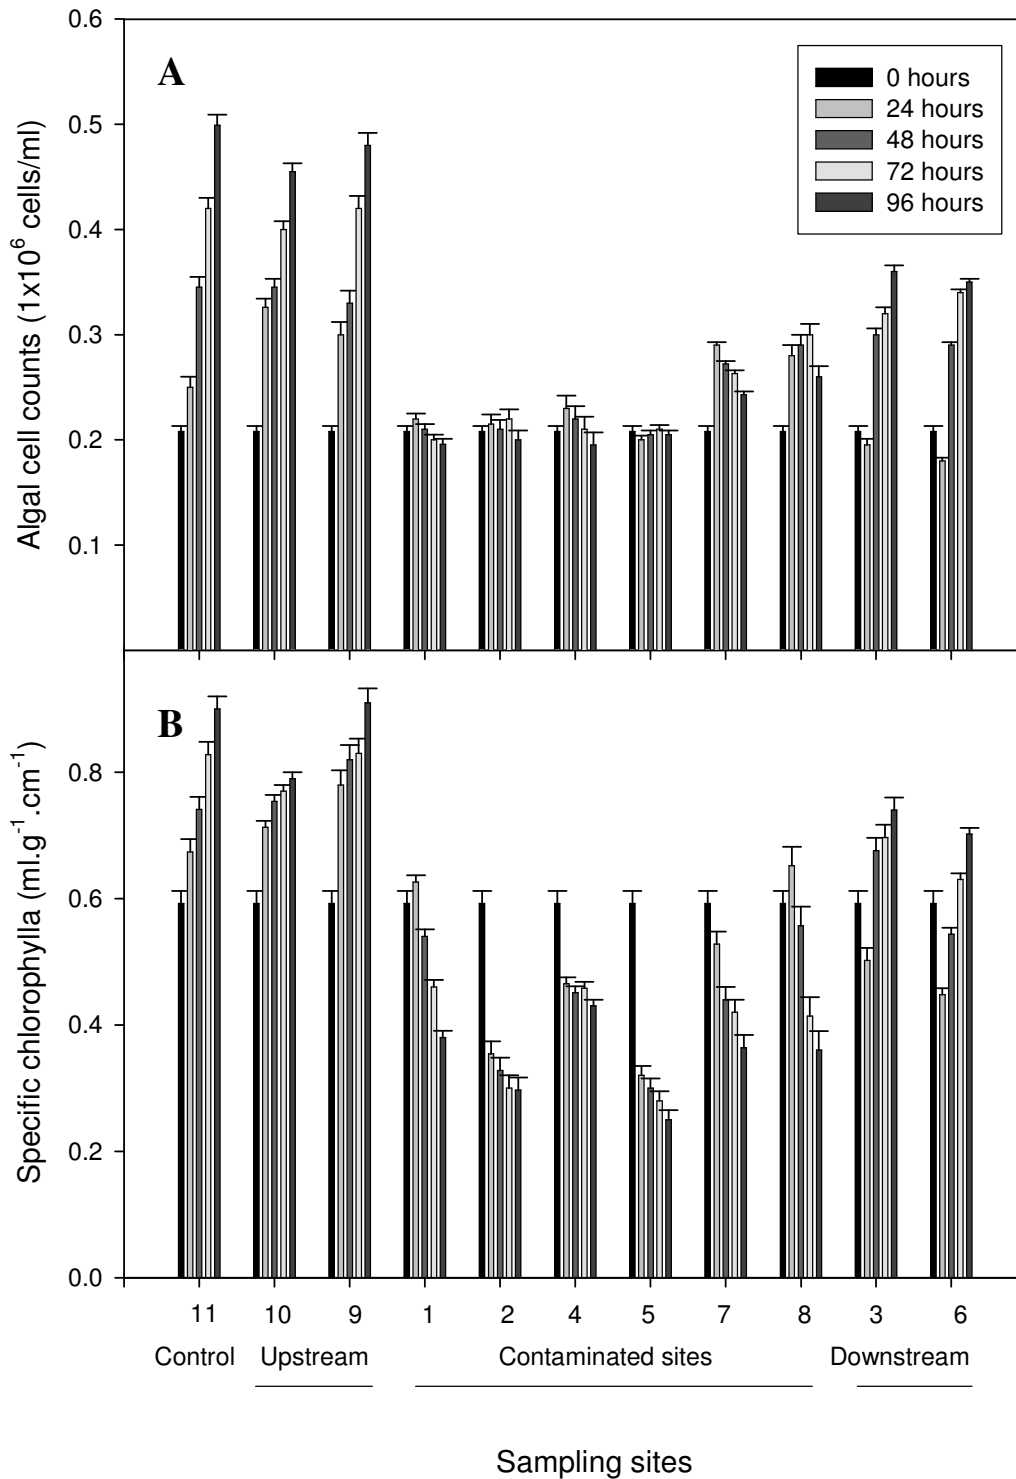 0.6
A
0 hours
24 hours
48 hours
72 hours
96 hours
0.5
0.4
0.3
0.2
0.1
Algal cell counts (1x10⁶ cells/ml)
B
0.8
0.6
0.4
0.2
0.0
Specific chlorophylla (ml.g⁻¹.cm⁻¹)
11 10 9 1 2 4 5 7 8 3 6
Control Upstream Contaminated sites Downstream
Sampling sites